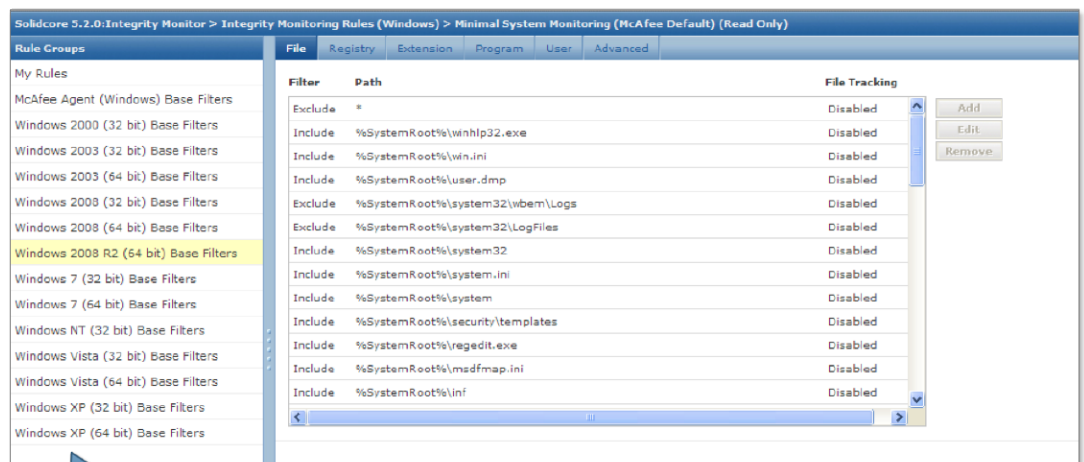 Solidcore 5.2.0:Integrity Monitor > Integrity Monitoring Rules (Windows) > Minimal System Monitoring (McAfee Default) (Read Only)
Rule Groups
My Rules
McAfee Agent (Windows) Base Filters
Windows 2000 (32 bit) Base Filters
Windows 2003 (32 bit) Base Filters
Windows 2003 (64 bit) Base Filters
Windows 2008 (32 bit) Base Filters
Windows 2008 (64 bit) Base Filters
Windows 2008 R2 (64 bit) Base Filters
Windows 7 (32 bit) Base Filters
Windows 7 (64 bit) Base Filters
Windows NT (32 bit) Base Filters
Windows Vista (32 bit) Base Filters
Windows Vista (64 bit) Base Filters
Windows XP (32 bit) Base Filters
Windows XP (64 bit) Base Filters
File Registry Extension Program User Advanced
Filter Path File Tracking
Exclude * Disabled
Include %SystemRoot%\winhlp32.exe Disabled
Include %SystemRoot%\win.ini Disabled
Include %SystemRoot%\user.dmp Disabled
Exclude %SystemRoot%\system32\wbem\Logs Disabled
Exclude %SystemRoot%\system32\LogFiles Disabled
Include %SystemRoot%\system32 Disabled
Include %SystemRoot%\system.ini Disabled
Include %SystemRoot%\system Disabled
Include %SystemRoot%\security\templates Disabled
Include %SystemRoot%\regedit.exe Disabled
Include %SystemRoot%\msdfmap.ini Disabled
Include %SystemRoot%\inf Disabled
Add
Edit
Remove